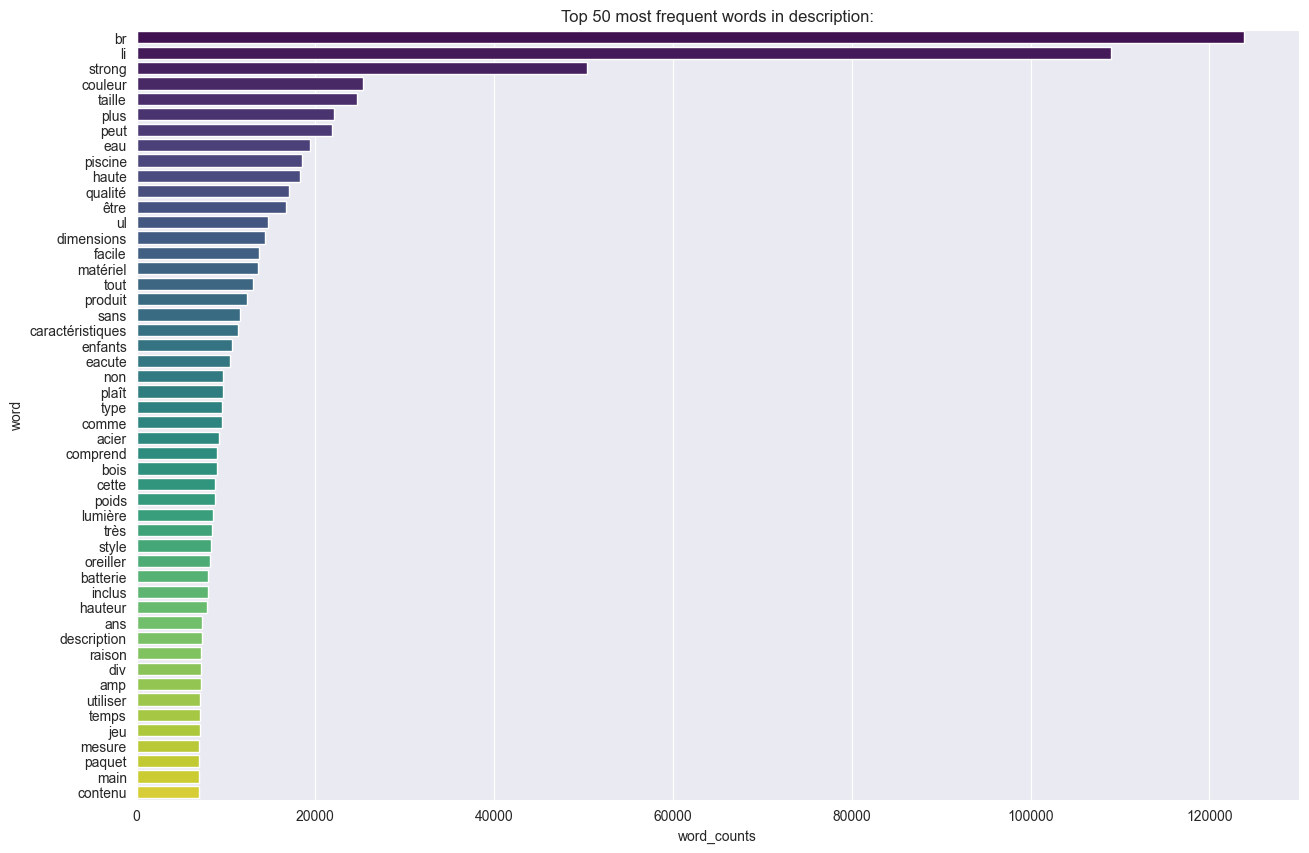 Top 50 most frequent words in description:
br
li
strong
couleur
taille
plus
peut
eau
piscine
haute
qualité
être
ul
dimensions
facile
matériel
tout
produit
sans
caractéristiques
enfants
eacute
non
plaît
type
comme
acier
comprend
bois
cette
poids
lumière
très
style
oreiller
batterie
inclus
hauteur
ans
description
raison
div
amp
utiliser
temps
jeu
mesure
paquet
main
contenu
word
0 20000 40000 60000 80000 100000 120000
word_counts